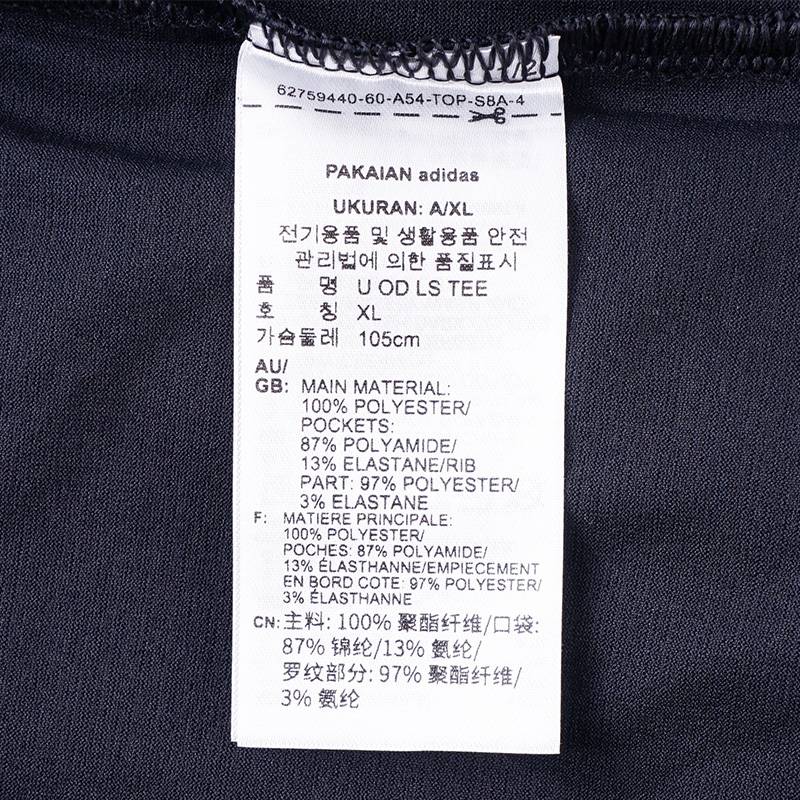 1/2
62759440-60-A54-TOP-S8A-4
PAKAIAN adidas
UKURAN: A/XL
전기용품 및 생활용품 안전
관리법에 의한 품질표시
품 명 U OD LS TEE
호 칭 XL
가슴둘레 105cm
AU/
GB: MAIN MATERIAL:
100% POLYESTER/
POCKETS:
87% POLYAMIDE/
13% ELASTANE/RIB
PART: 97% POLYESTER/
3% ELASTANE
F: MATIERE PRINCIPALE:
100% POLYESTER/
POCHES: 87% POLYAMIDE/
13% ÉLASTHANNE/EMPIECEMENT
EN BORD COTE: 97% POLYESTER/
3% ÉLASTHANNE
CN: 主料: 100% 聚酯纤维/口袋:
87% 锦纶/13% 氨纶/
罗纹部分: 97% 聚酯纤维/
3% 氨纶